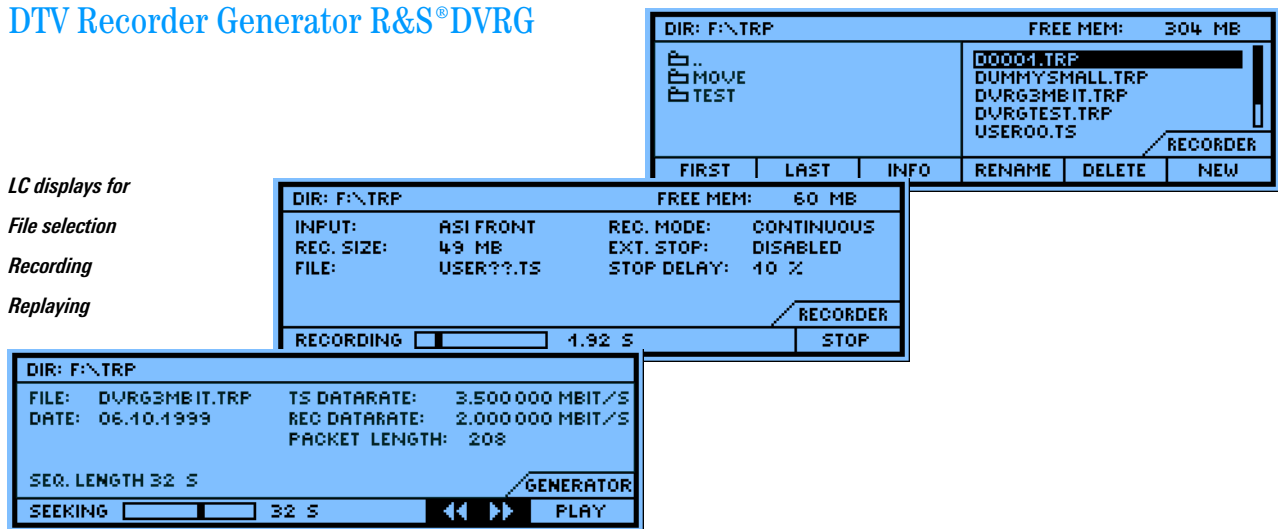 DTV Recorder Generator R&S®DVRG
DIR: F:\TRP FREE MEM: 304 MB
..
MOVE
TEST
D0001.TRP
DUMMYSMALL.TRP
DVRG3MBIT.TRP
DVRGTEST.TRP
USER00.TS
RECORDER
FIRST LAST INFO RENAME DELETE NEW
LC displays for
File selection
Recording
Replaying
DIR: F:\TRP FREE MEM: 60 MB
INPUT: ASI FRONT REC. MODE: CONTINUOUS
REC. SIZE: 49 MB EXT. STOP: DISABLED
FILE: USER??.TS STOP DELAY: 10 %
RECORDER
RECORDING 1.92 S STOP
DIR: F:\TRP
FILE: DVRG3MBIT.TRP TS DATARATE: 3.500000 MBIT/S
DATE: 06.10.1999 REC DATARATE: 2.000000 MBIT/S
PACKET LENGTH: 208
SEQ. LENGTH 32 S
GENERATOR
SEEKING 32 S PLAY